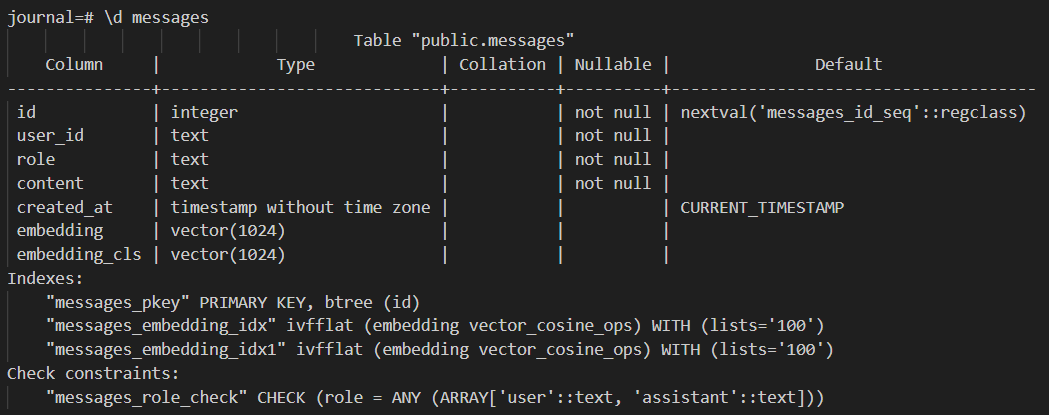 journal=# \d messages
Table "public.messages"
Column | Type | Collation | Nullable | Default
---------------+-----------------------------+-----------+----------+--------------------------------------
id | integer | | not null | nextval('messages_id_seq'::regclass)
user_id | text | | not null |
role | text | | not null |
content | text | | not null |
created_at | timestamp without time zone | | | CURRENT_TIMESTAMP
embedding | vector(1024) | | |
embedding_cls | vector(1024) | | |
Indexes:
"messages_pkey" PRIMARY KEY, btree (id)
"messages_embedding_idx" ivfflat (embedding vector_cosine_ops) WITH (lists='100')
"messages_embedding_idx1" ivfflat (embedding vector_cosine_ops) WITH (lists='100')
Check constraints:
"messages_role_check" CHECK (role = ANY (ARRAY['user'::text, 'assistant'::text]))